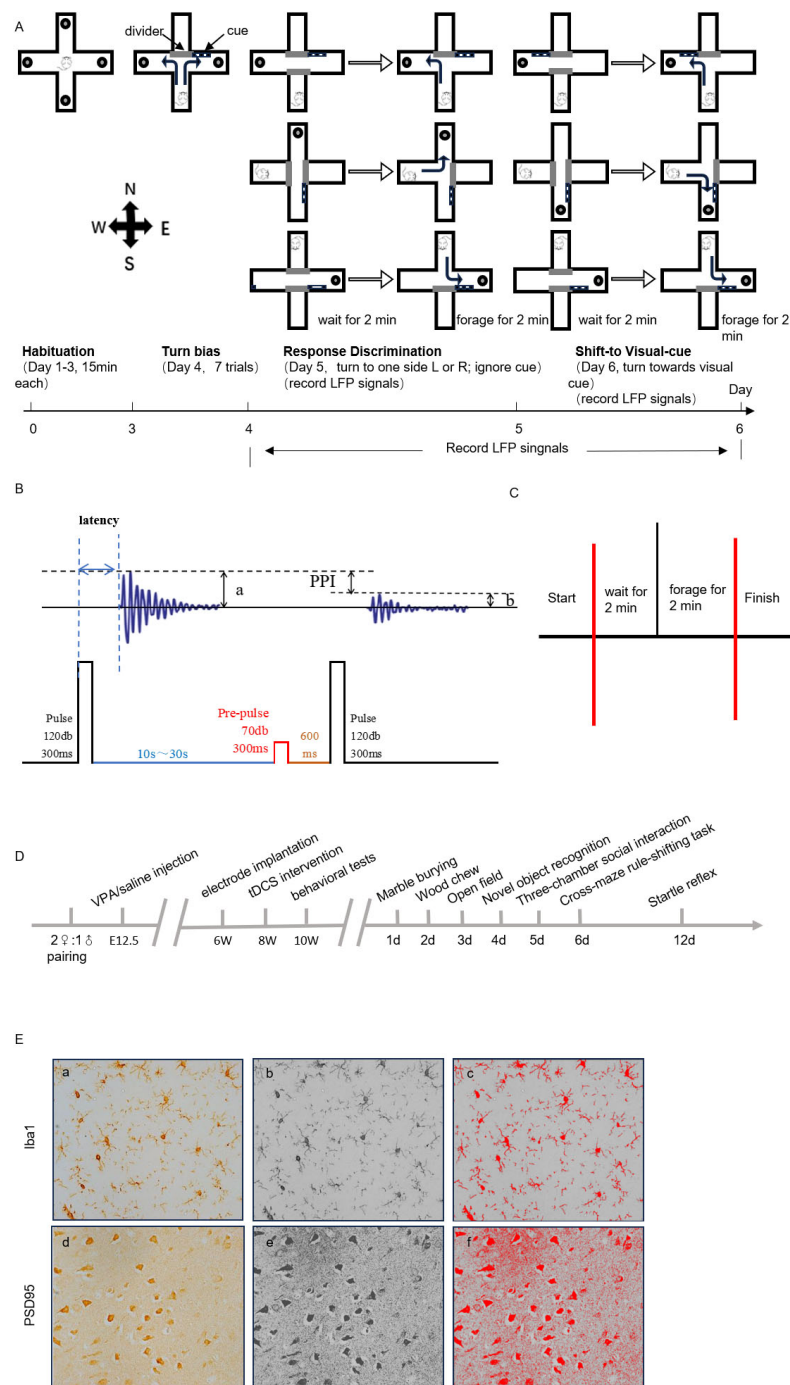 A
divider
cue
N
W
E
S
wait for 2 min
forage for 2 min
wait for 2 min
forage for 2
min
Habituation
(Day 1-3, 15min
each)
Turn bias
(Day 4, 7 trials)
Response Discrimination
(Day 5, turn to one side L or R; ignore cue)
(record LFP signals)
Shift-to Visual-cue
(Day 6, turn towards visual
cue)
(record LFP signals)
Day
0
3
4
5
6
Record LFP singnals
B
latency
a
PPI
b
Pulse
120db
300ms
10s~30s
Pre-pulse
70db
300ms
600
ms
Pulse
120db
300ms
C
Start
wait for
2 min
forage for
2 min
Finish
D
VPA/saline injection
electrode implantation
tDCS intervention
behavioral tests
Marble burying
Wood chew
Open field
Novel object recognition
Three-chamber social interaction
Cross-maze rule-shifting task
Startle reflex
2♀:1♂
pairing
E12.5
6W
8W
10W
1d
2d
3d
4d
5d
6d
12d
E
Iba1
a
b
c
PSD95
d
e
f